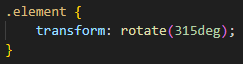 .element {
    transform: rotate(315deg);
}